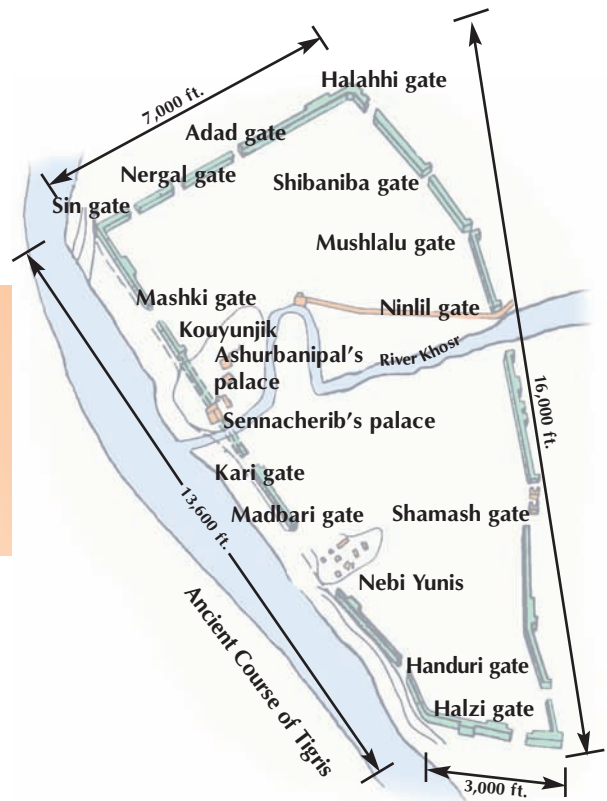 7,000 ft.
Halahhi gate
Adad gate
Nergal gate
Shibaniba gate
Sin gate
Mushlalu gate
Mashki gate
Ninlil gate
Kouyunjik
Ashurbanipal's
palace
River Khosr
16,000 ft.
Sennacherib's palace
Kari gate
13,600 ft.
Madbari gate
Shamash gate
Nebi Yunis
Ancient Course of Tigris
Handuri gate
Halzi gate
3,000 ft.